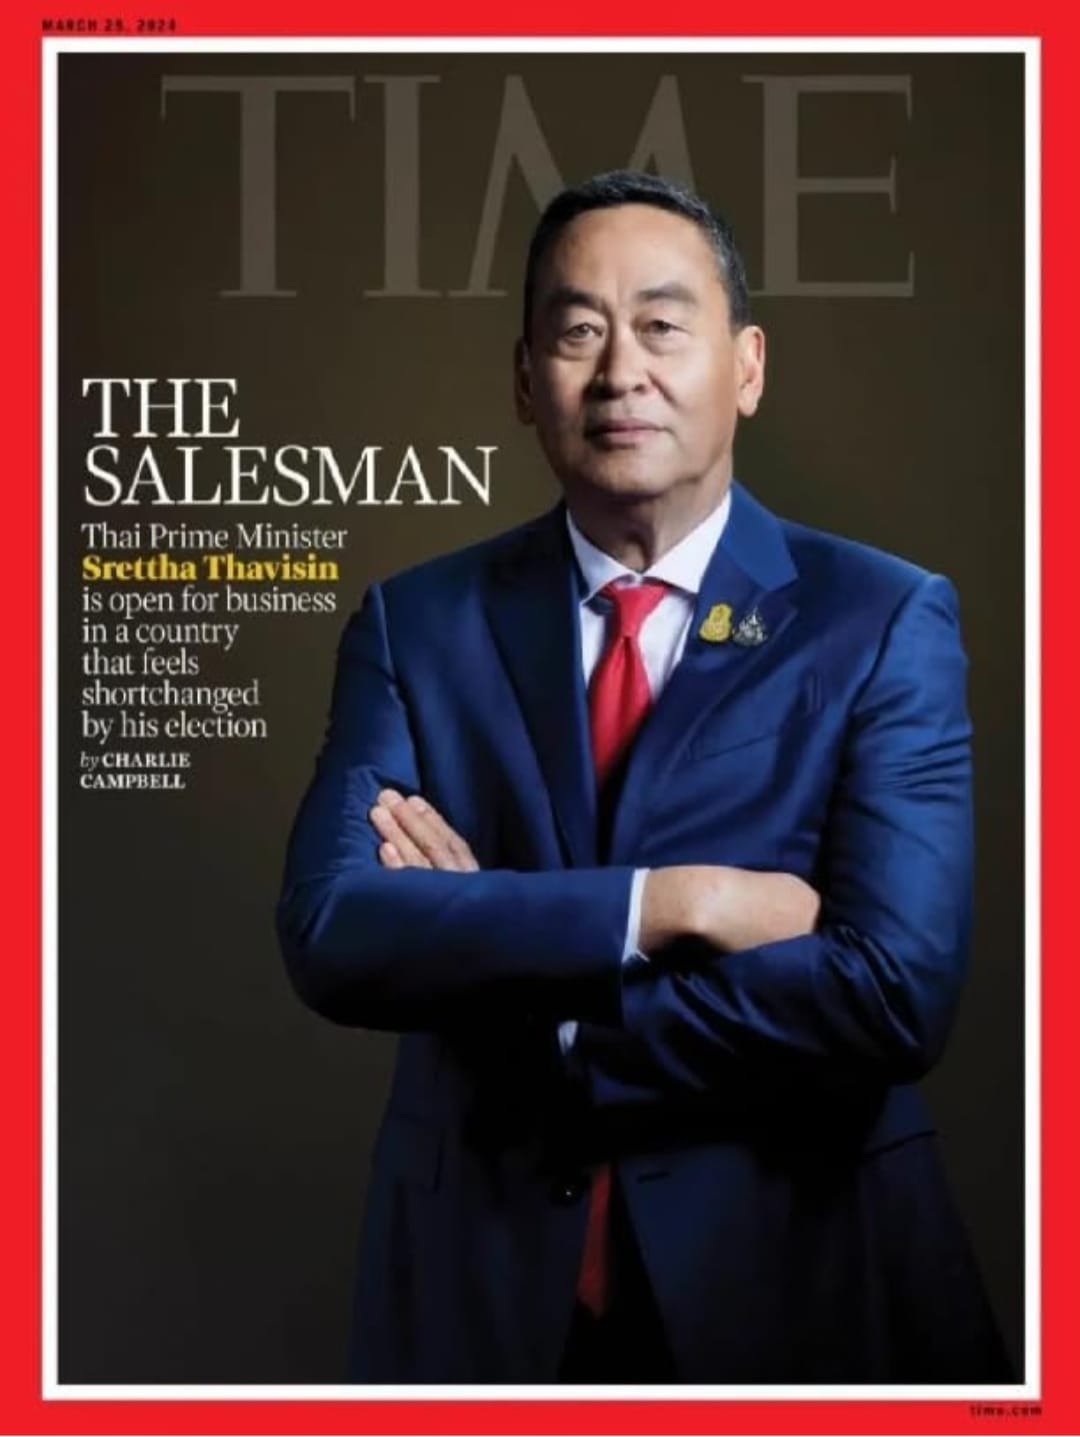 MARCH 25, 2024
TIME
THE
SALESMAN
Thai Prime Minister
Srettha Thavisin
is open for business
in a country
that feels
shortchanged
by his election
by CHARLIE
CAMPBELL
time.com